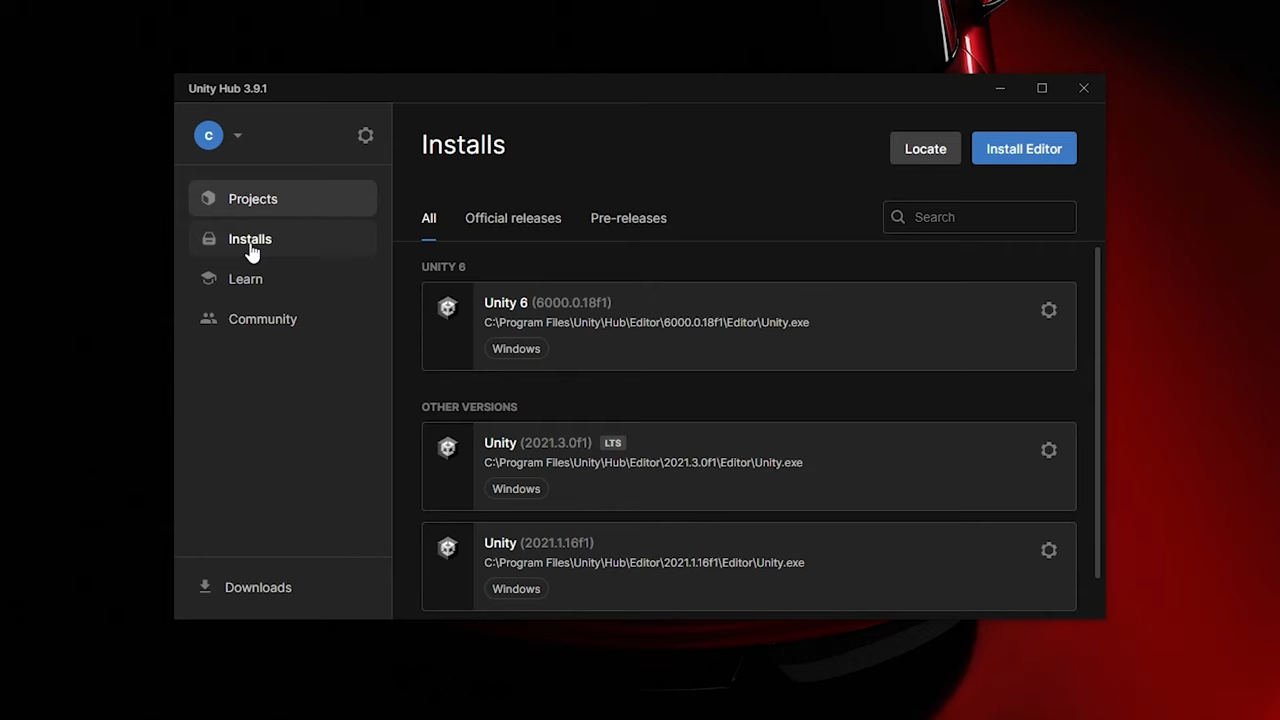 Unity Hub 3.9.1
C
Projects
Installs
Learn
Community
Downloads
Installs
Locate
Install Editor
All
Official releases
Pre-releases
Search
UNITY 6
Unity 6 (6000.0.18f1)
C:\Program Files\Unity\Hub\Editor\6000.0.18f1\Editor\Unity.exe
Windows
OTHER VERSIONS
Unity (2021.3.0f1) LTS
C:\Program Files\Unity\Hub\Editor\2021.3.0f1\Editor\Unity.exe
Windows
Unity (2021.1.16f1)
C:\Program Files\Unity\Hub\Editor\2021.1.16f1\Editor\Unity.exe
Windows